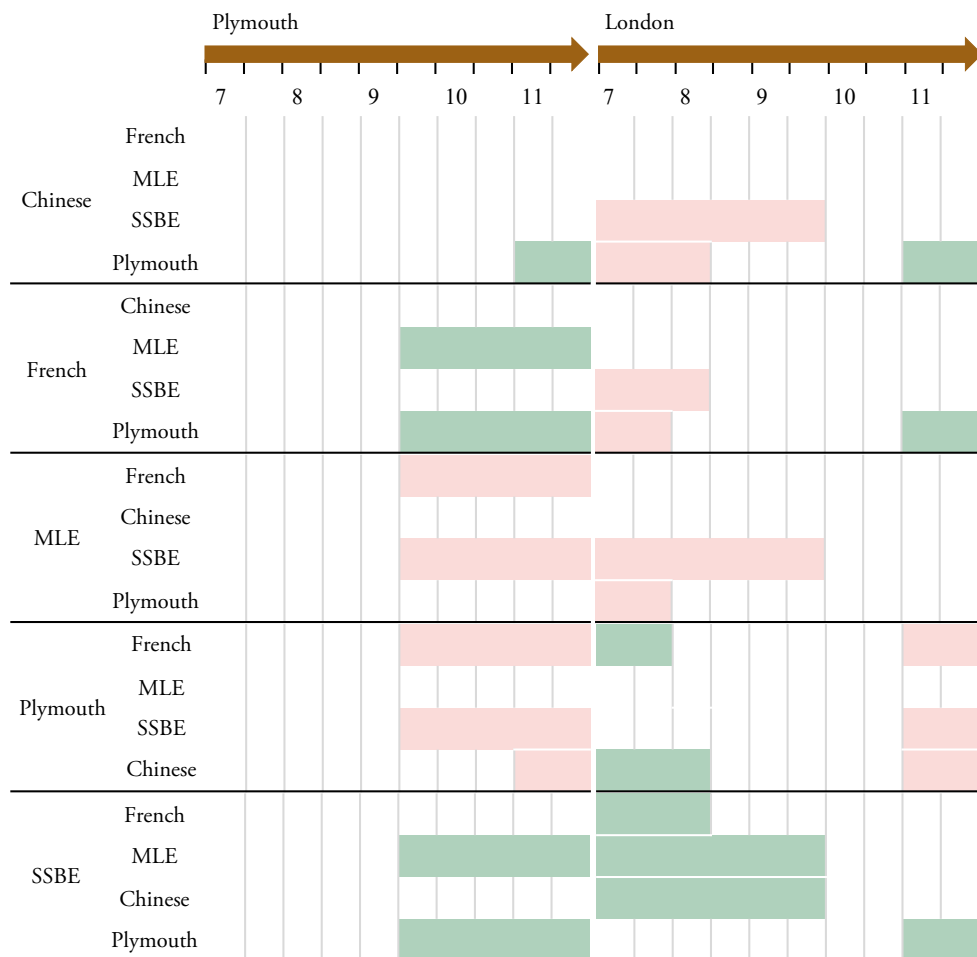 Plymouth London
7 8 9 10 11 7 8 9 10 11
French
MLE
Chinese
SSBE
Plymouth
Chinese
MLE
French
SSBE
Plymouth
French
Chinese
MLE
SSBE
Plymouth
French
MLE
Plymouth
SSBE
Chinese
French
MLE
SSBE
Chinese
Plymouth